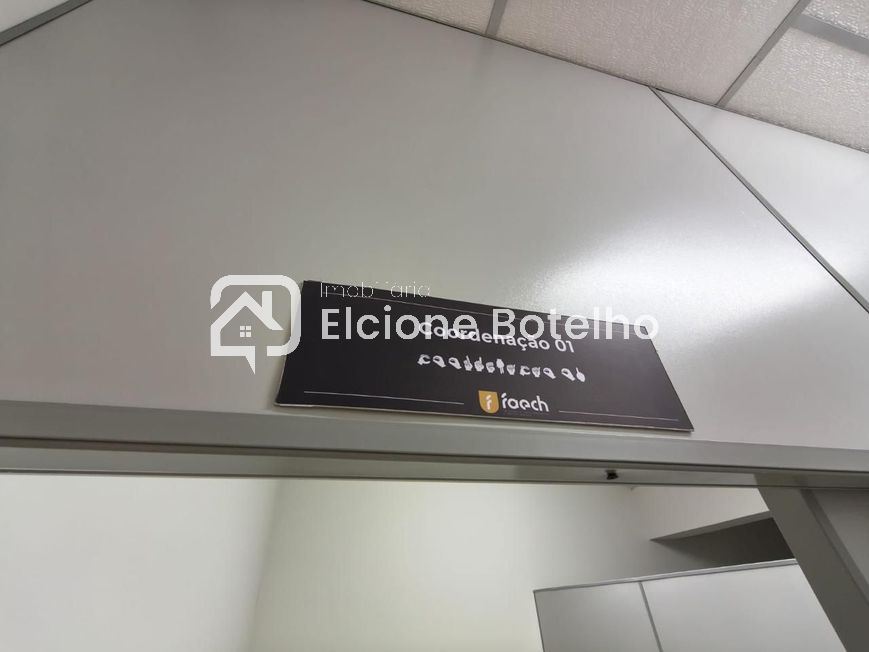 Imobiliária
Elcione Botelho
Coordenação 01
faech